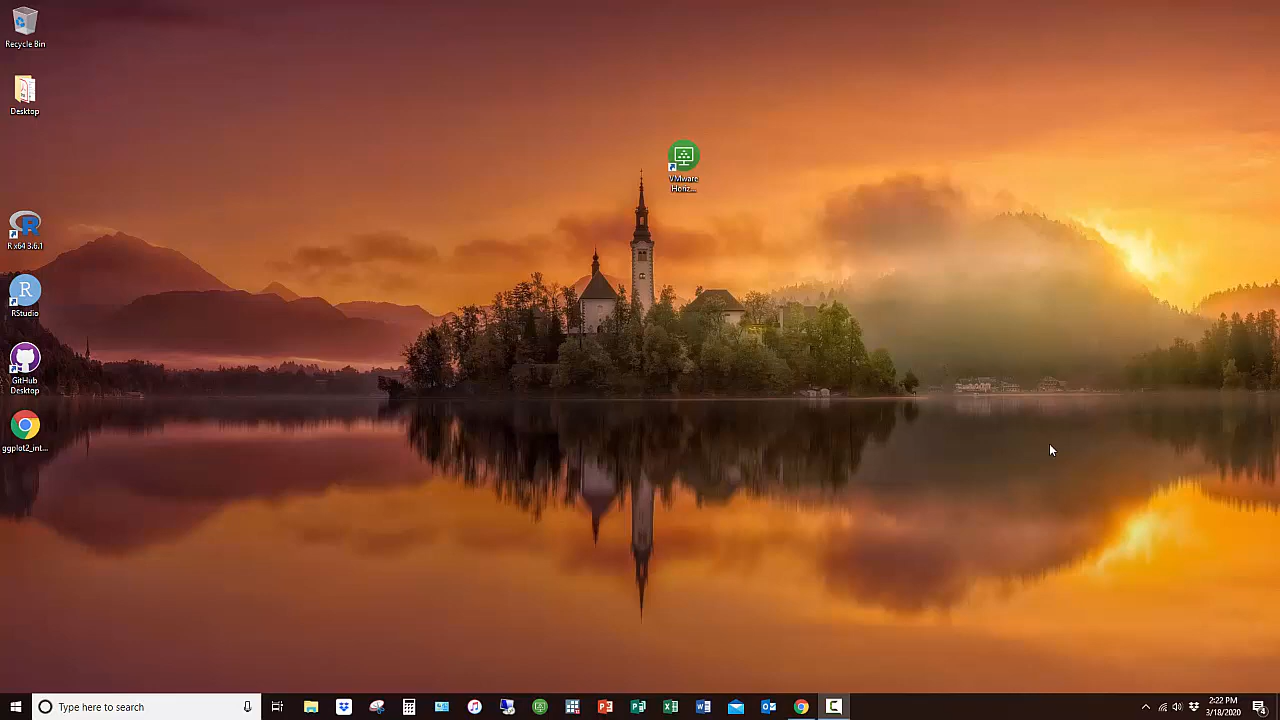 Recycle Bin
Desktop
VMware
Horiz...
R x64 3.6.1
RStudio
GitHub
Desktop
ggplot2_int...
Type here to search
2:22 PM
3/18/2020